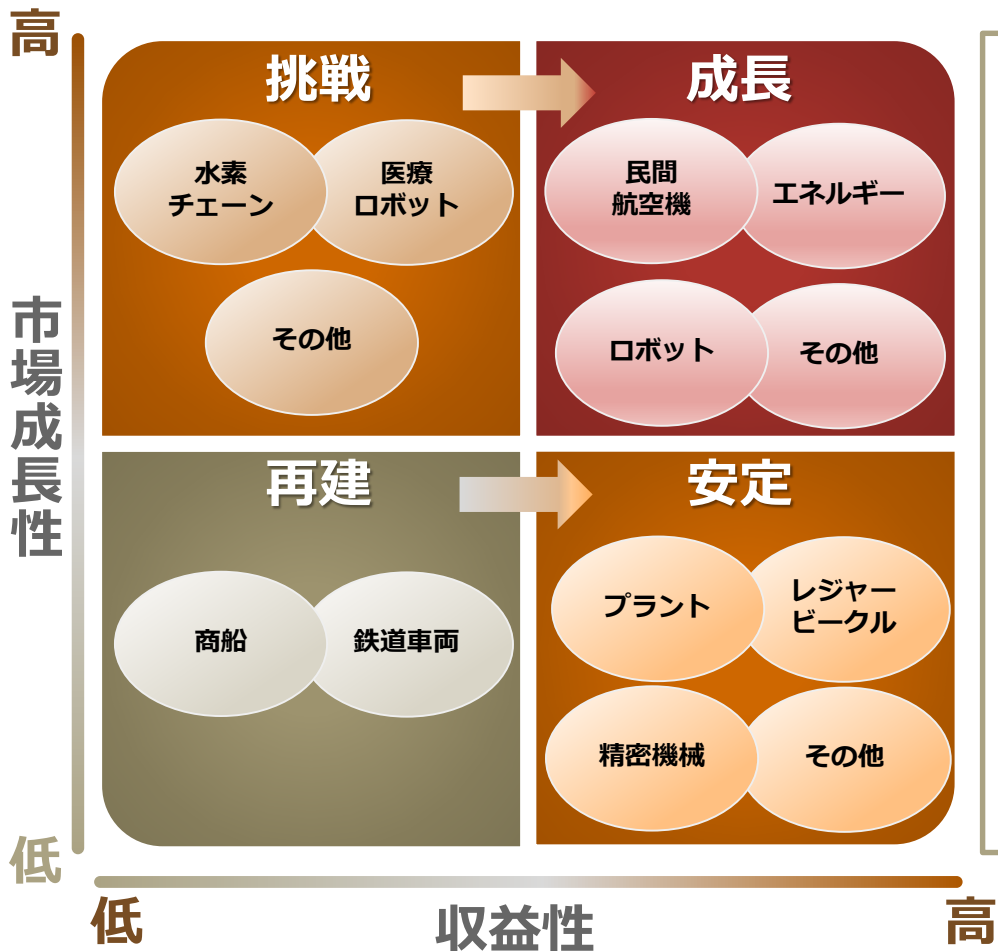 高
挑戦
成長
水素
チェーン
医療
ロボット
民間
航空機
エネルギー
その他
ロボット
その他
市場成長性
再建
安定
商船
鉄道車両
プラント
レジャー
ビークル
精密機械
その他
低
低
収益性
高